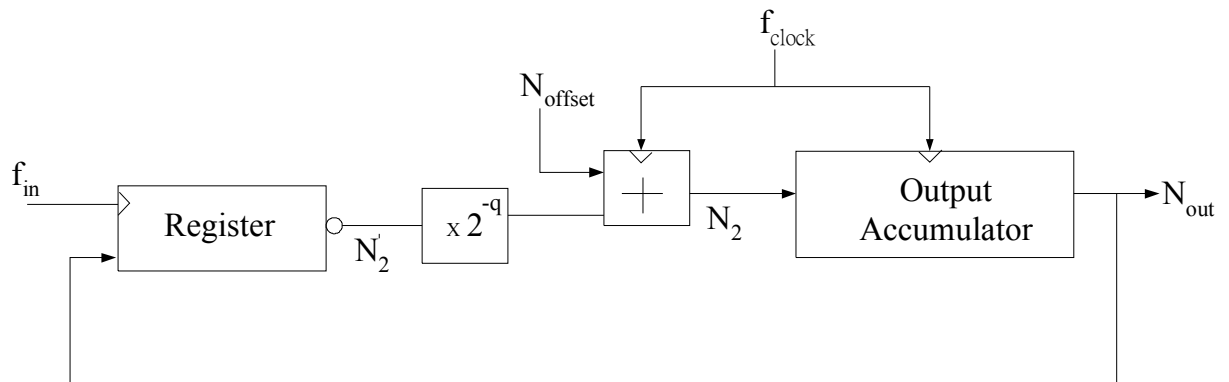 f_clock
N_offset
f_in
Register
N'_2
x 2^-q
+
N_2
Output
Accumulator
N_out